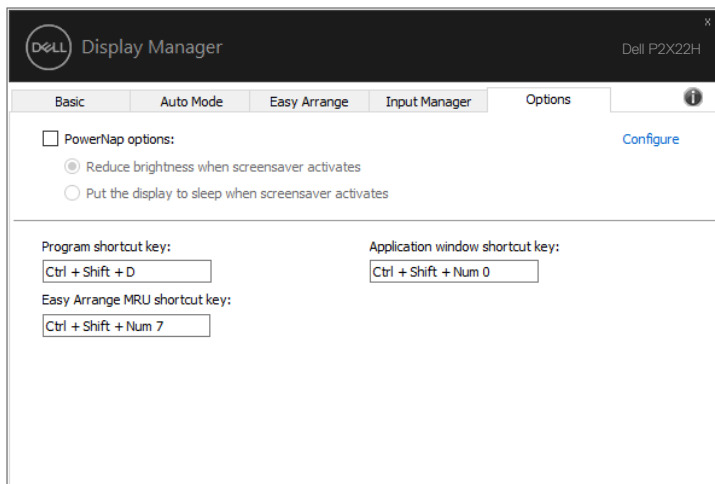 x
DELL Display Manager
Dell P2X22H
Basic Auto Mode Easy Arrange Input Manager Options i
PowerNap options: Configure
Reduce brightness when screensaver activates
Put the display to sleep when screensaver activates
Program shortcut key: Application window shortcut key:
Ctrl + Shift + D Ctrl + Shift + Num 0
Easy Arrange MRU shortcut key:
Ctrl + Shift + Num 7